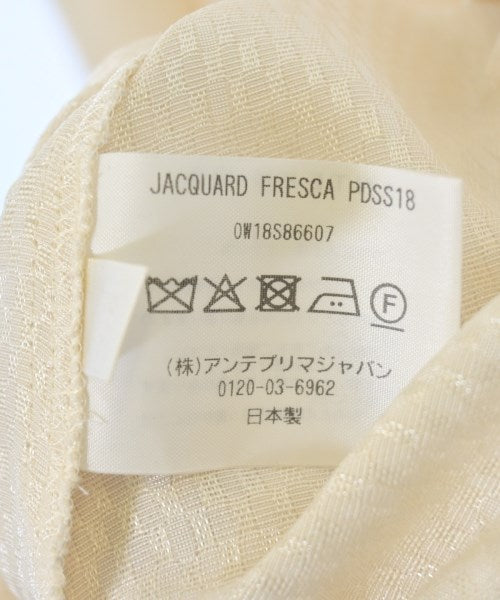 JACQUARD FRESCA PDSS18
0W18S86607
F
(株)アンテプリマジャパン
0120-03-6962
日本製